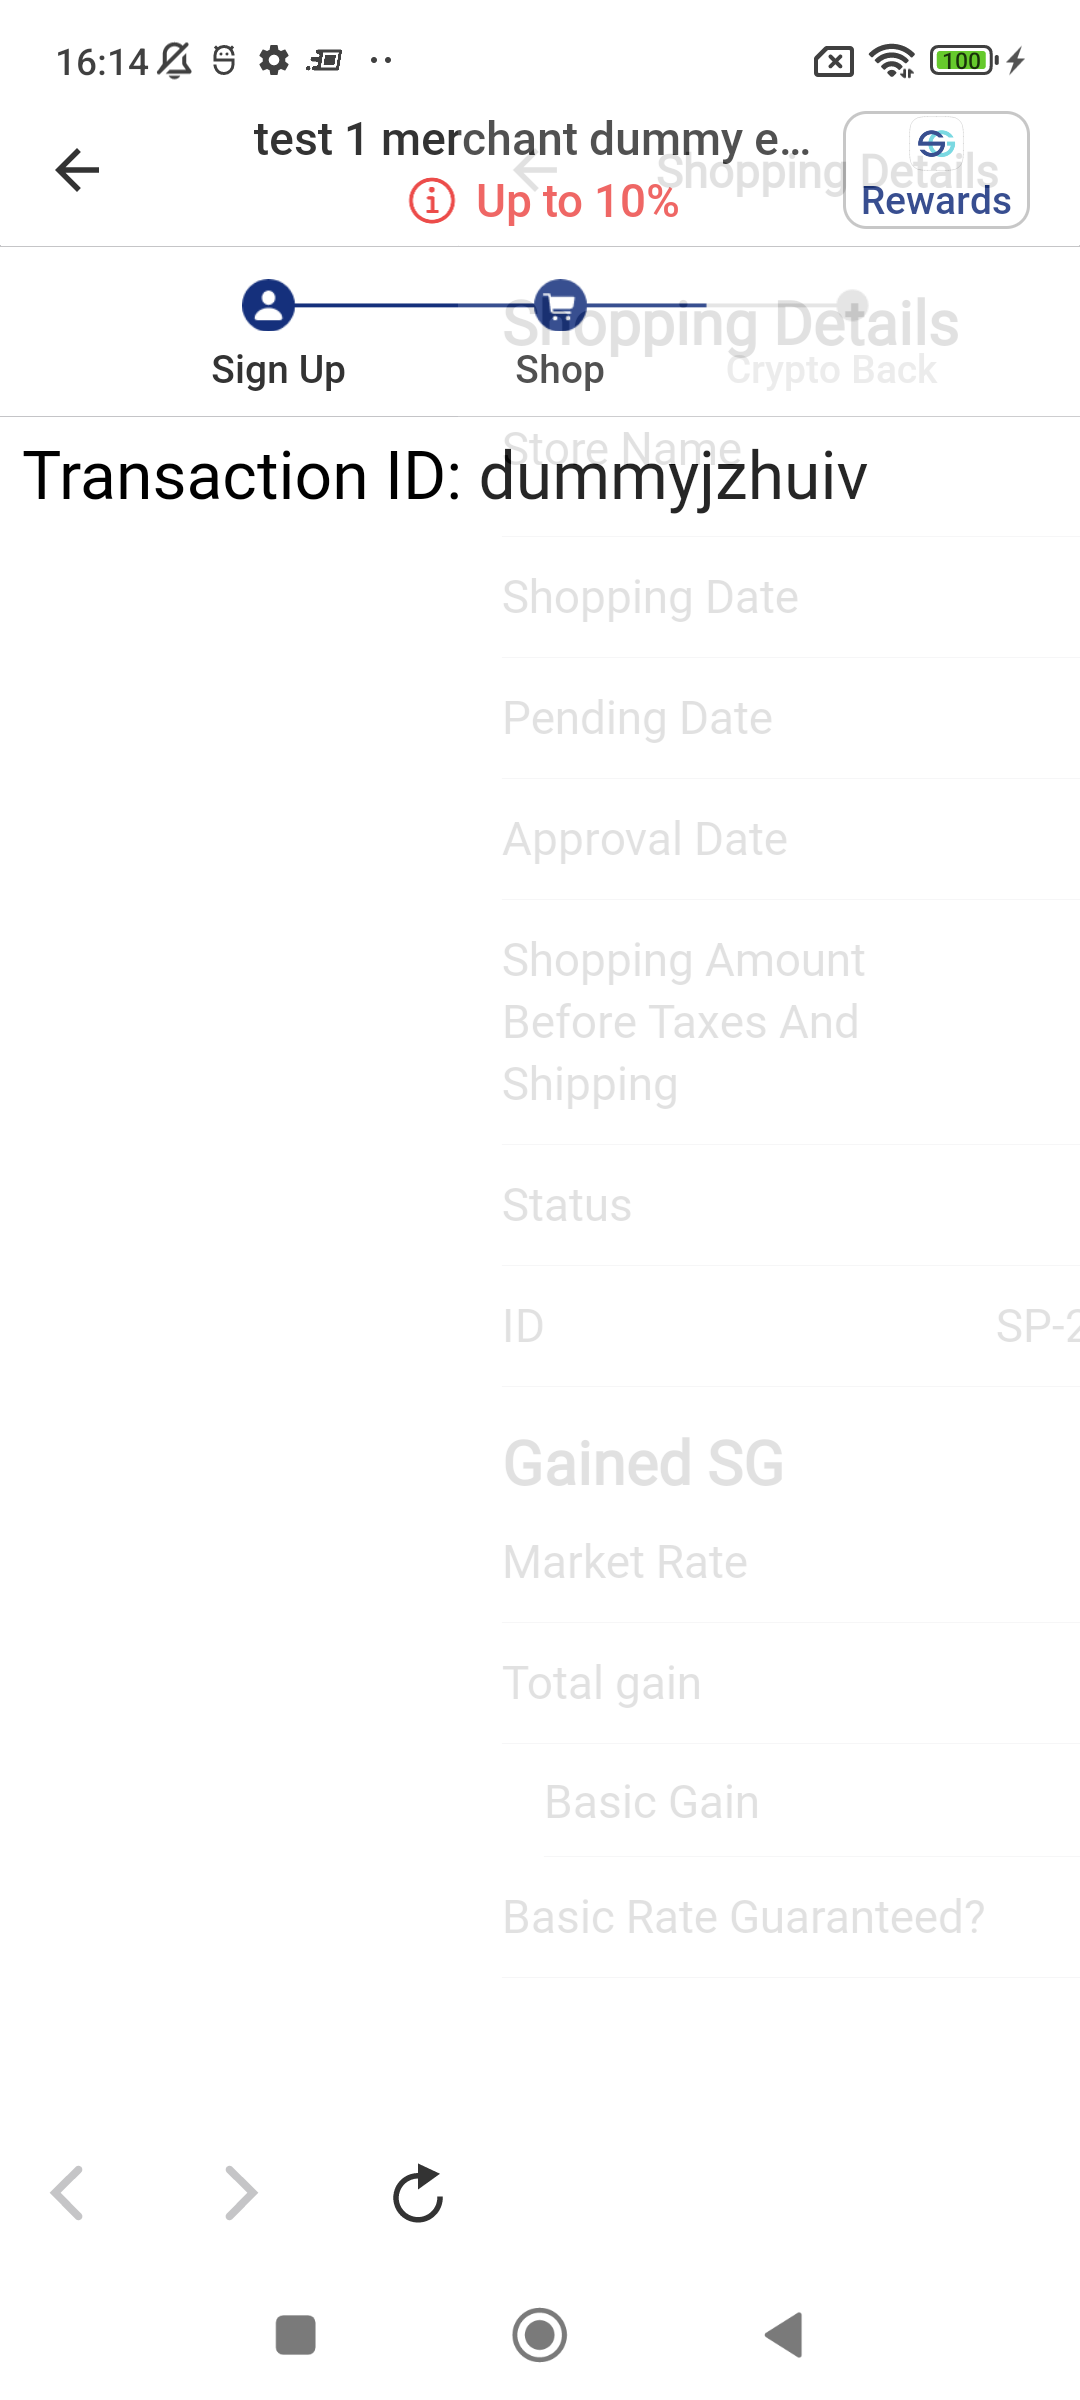 16:14
100
test 1 merchant dummy e...
Shopping Details
Up to 10%
Rewards
Shopping Details
Sign Up
Shop
Crypto Back
Store Name
Transaction ID: dummyjzhuiv
Shopping Date
Pending Date
Approval Date
Shopping Amount
Before Taxes And
Shipping
Status
ID
SP-2
Gained SG
Market Rate
Total gain
Basic Gain
Basic Rate Guaranteed?